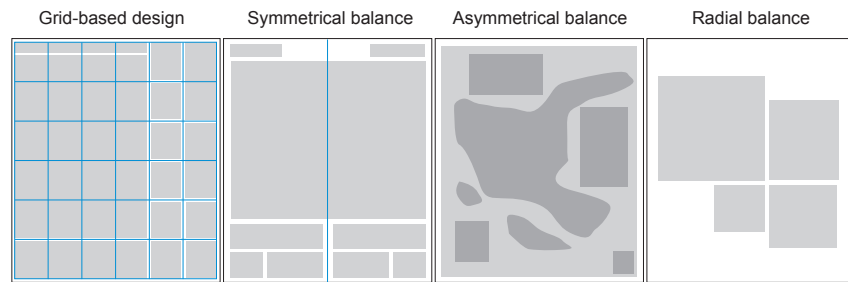 Grid-based design
Symmetrical balance
Asymmetrical balance
Radial balance